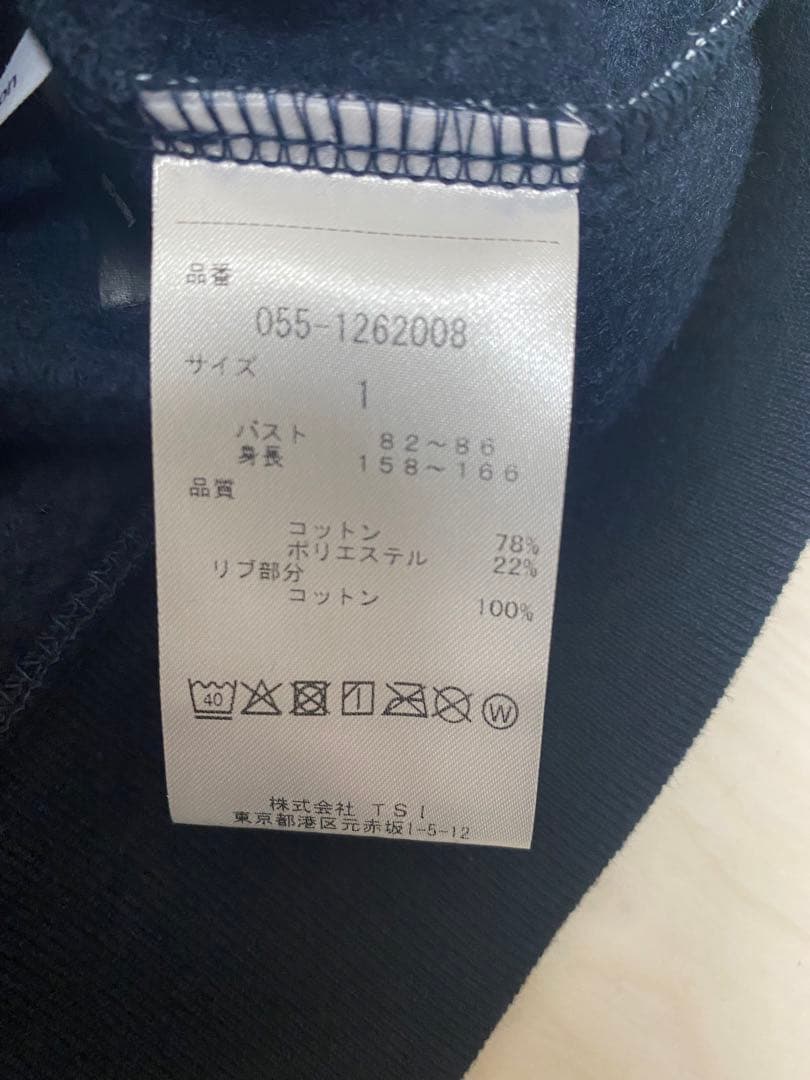 on
品番
055-1262008
サイズ
1
バスト 82～86
身長 158～166
品質
コットン 78%
ポリエステル 22%
リブ部分
コットン 100%
40 W
株式会社 TSI
東京都港区元赤坂1-5-12